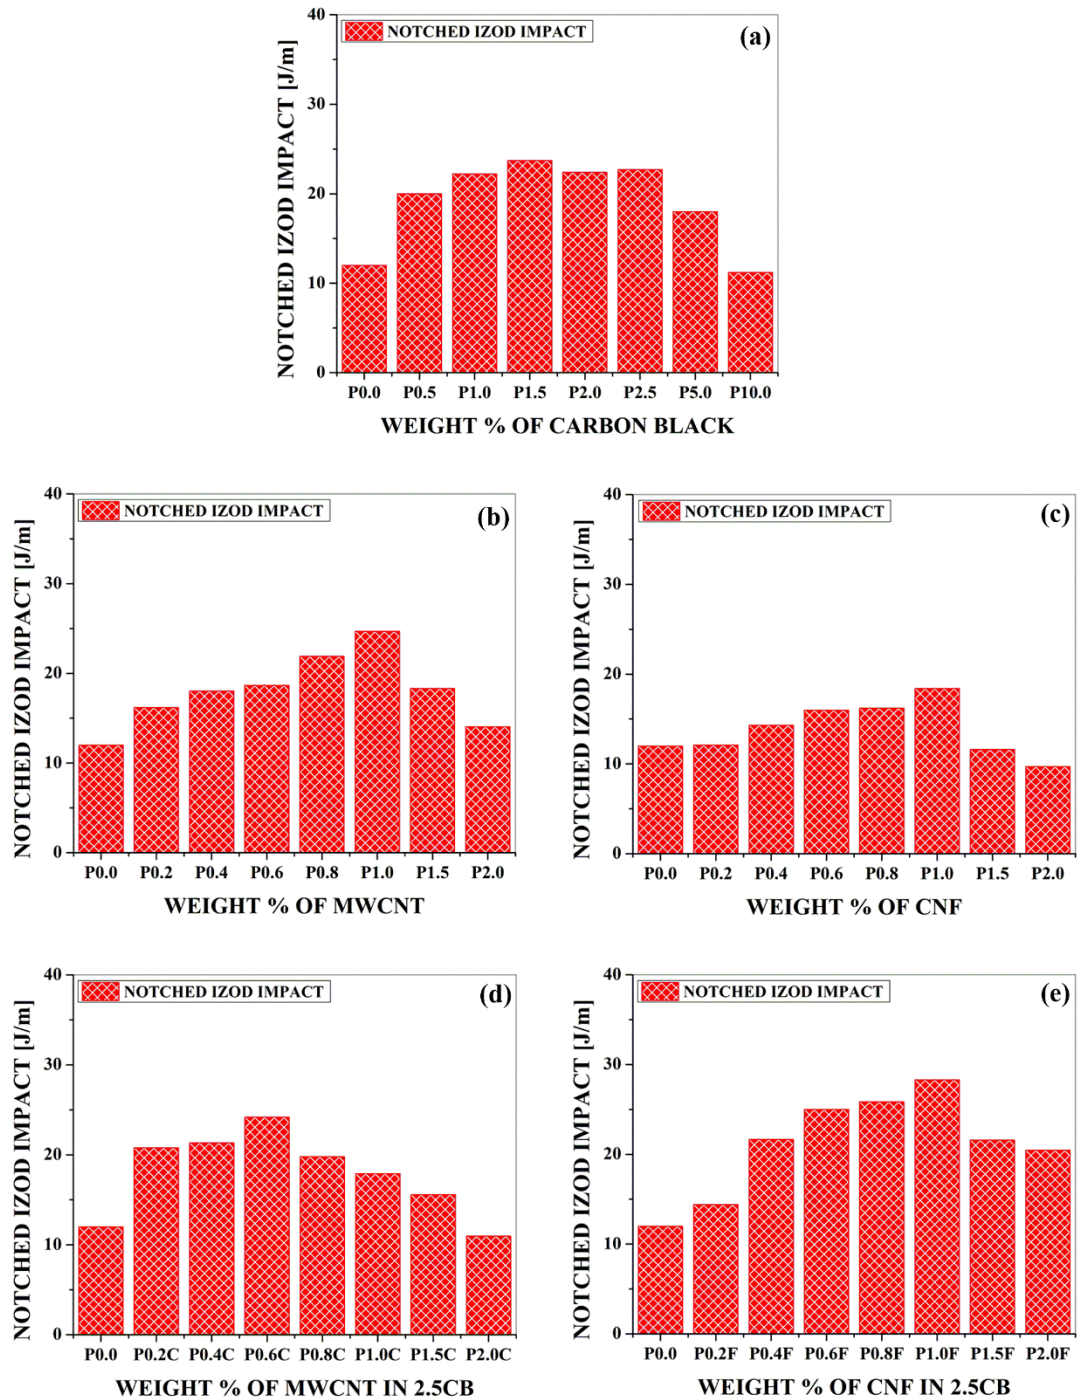 NOTCHED IZOD IMPACT
(a)
NOTCHED IZOD IMPACT [J/m]
40
30
20
10
0
P0.0 P0.5 P1.0 P1.5 P2.0 P2.5 P5.0 P10.0
WEIGHT % OF CARBON BLACK
NOTCHED IZOD IMPACT
(b)
NOTCHED IZOD IMPACT [J/m]
40
30
20
10
0
P0.0 P0.2 P0.4 P0.6 P0.8 P1.0 P1.5 P2.0
WEIGHT % OF MWCNT
NOTCHED IZOD IMPACT
(c)
NOTCHED IZOD IMPACT [J/m]
40
30
20
10
0
P0.0 P0.2 P0.4 P0.6 P0.8 P1.0 P1.5 P2.0
WEIGHT % OF CNF
NOTCHED IZOD IMPACT
(d)
NOTCHED IZOD IMPACT [J/m]
40
30
20
10
0
P0.0 P0.2C P0.4C P0.6C P0.8C P1.0C P1.5C P2.0C
WEIGHT % OF MWCNT IN 2.5CB
NOTCHED IZOD IMPACT
(e)
NOTCHED IZOD IMPACT [J/m]
40
30
20
10
0
P0.0 P0.2F P0.4F P0.6F P0.8F P1.0F P1.5F P2.0F
WEIGHT % OF CNF IN 2.5CB